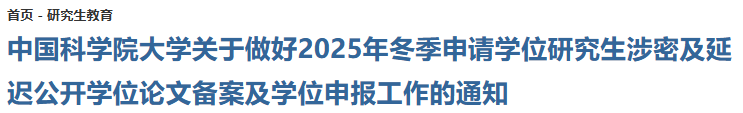 首页 - 研究生教育
中国科学院大学关于做好2025年冬季申请学位研究生涉密及延
迟公开学位论文备案及学位申报工作的通知